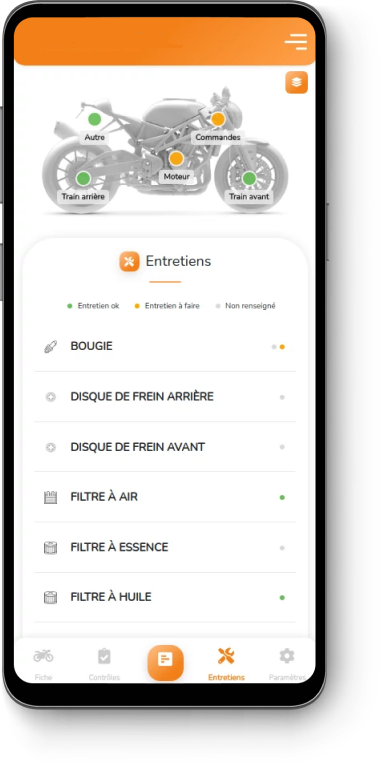 Autre
Commandes
Moteur
Train arrière
Train avant
Entretiens
Entretien ok
Entretien à faire
Non renseigné
BOUGIE
DISQUE DE FREIN ARRIÈRE
DISQUE DE FREIN AVANT
FILTRE À AIR
FILTRE À ESSENCE
FILTRE À HUILE
Fiche
Contrôles
Entretiens
Paramètres